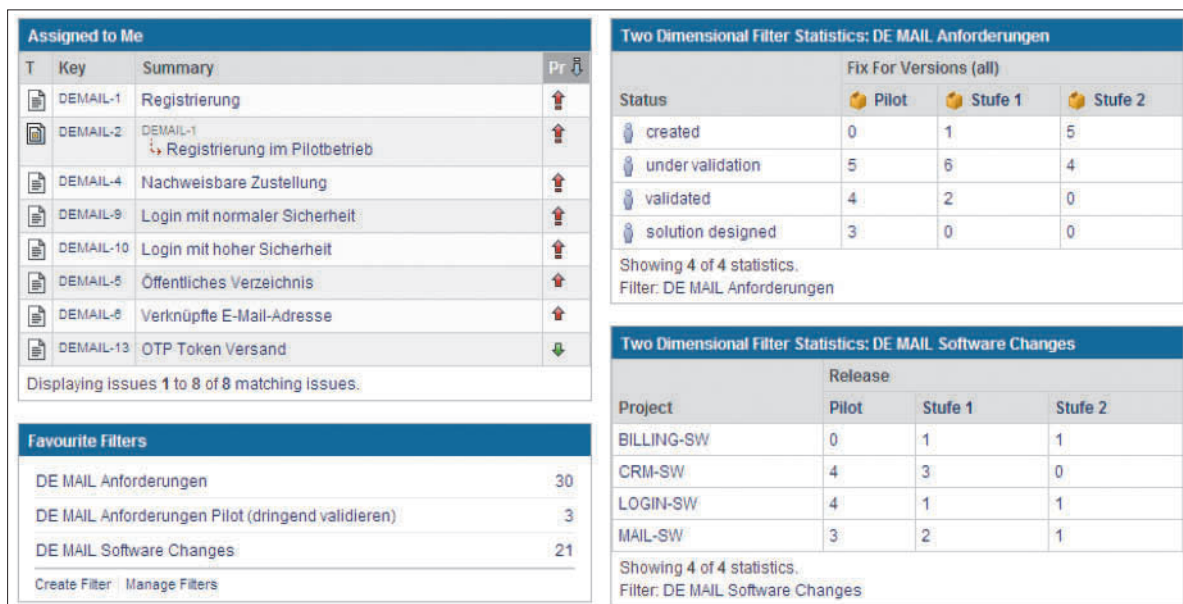 Assigned to Me
T Key Summary Pr
DEMAIL-1 Registrierung
DEMAIL-2 DEMAIL-1
Registrierung im Pilotbetrieb
DEMAIL-4 Nachweisbare Zustellung
DEMAIL-9 Login mit normaler Sicherheit
DEMAIL-10 Login mit hoher Sicherheit
DEMAIL-5 Öffentliches Verzeichnis
DEMAIL-6 Verknüpfte E-Mail-Adresse
DEMAIL-13 OTP Token Versand
Displaying issues 1 to 8 of 8 matching issues.
Favourite Filters
DE MAIL Anforderungen 30
DE MAIL Anforderungen Pilot (dringend validieren) 3
DE MAIL Software Changes 21
Create Filter Manage Filters
Two Dimensional Filter Statistics: DE MAIL Anforderungen
Fix For Versions (all)
Status Pilot Stufe 1 Stufe 2
created 0 1 5
under validation 5 6 4
validated 4 2 0
solution designed 3 0 0
Showing 4 of 4 statistics.
Filter: DE MAIL Anforderungen
Two Dimensional Filter Statistics: DE MAIL Software Changes
Release
Project Pilot Stufe 1 Stufe 2
BILLING-SW 0 1 1
CRM-SW 4 3 0
LOGIN-SW 4 1 1
MAIL-SW 3 2 1
Showing 4 of 4 statistics.
Filter: DE MAIL Software Changes